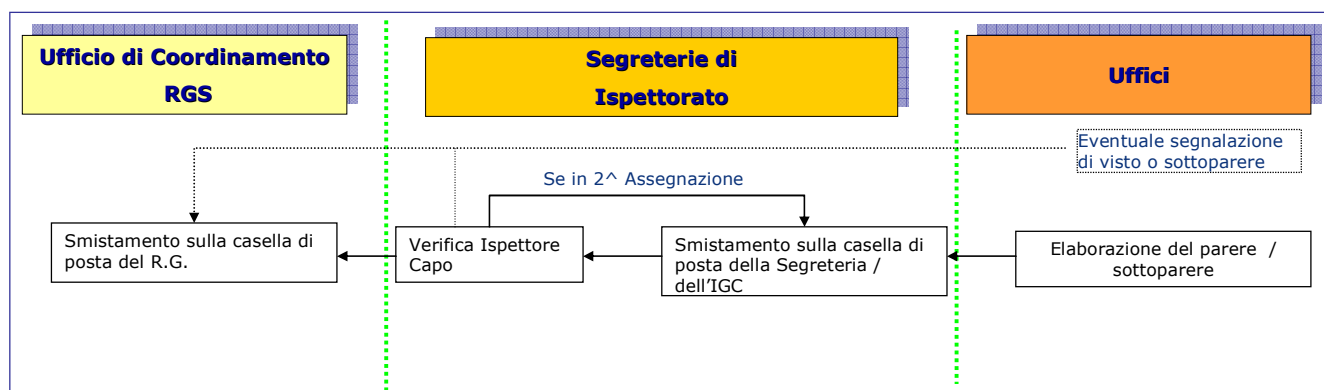 Ufficio di Coordinamento
RGS
Segreterie di
Ispettorato
Uffici
Eventuale segnalazione
di visto o sottoparere
Se in 2^ Assegnazione
Smistamento sulla casella di
posta del R.G.
Verifica Ispettore
Capo
Smistamento sulla casella di
posta della Segreteria /
dell’IGC
Elaborazione del parere /
sottoparere